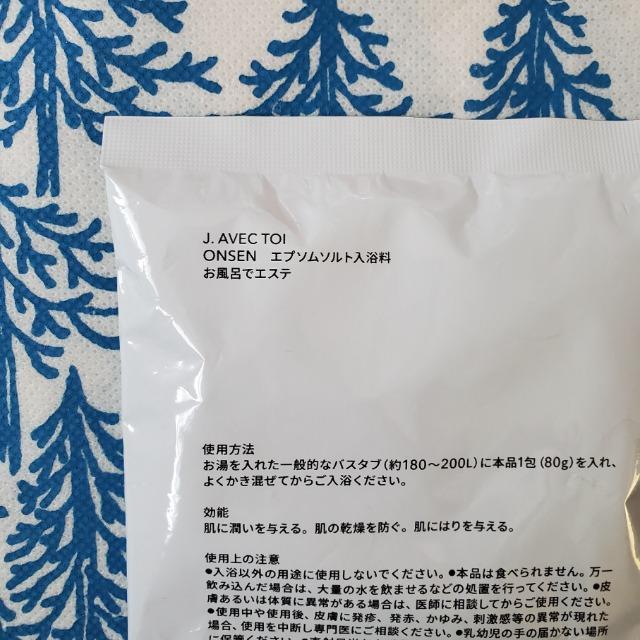 J. AVEC TOI
ONSEN エプソムソルト入浴料
お風呂でエステ
使用方法
お湯を入れた一般的なバスタブ(約180～200L)に本品1包(80g)を入れ、
よくかき混ぜてからご入浴ください。
効能
肌に潤いを与える。肌の乾燥を防ぐ。肌にはりを与える。
使用上の注意
●入浴以外の用途に使用しないでください。●本品は食べられません。万一
飲み込んだ場合は、大量の水を飲ませるなどの処置を行ってください。●皮
膚あるいは体質に異常がある場合は、医師に相談してからご使用ください。
●使用中や使用後、皮膚に発疹、発赤、かゆみ、刺激感等の異常が現れた
場合、使用を中断し専門医にご相談ください。●乳幼児の手の届かない場所
に保管ください